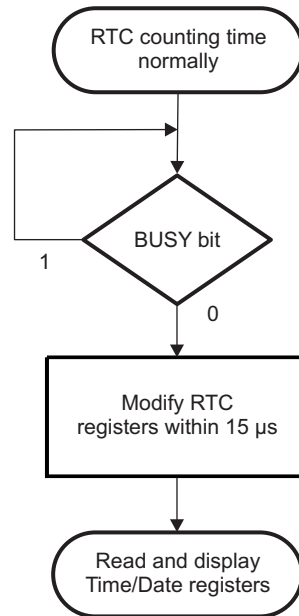 RTC counting time
normally
BUSY bit
1
0
Modify RTC
registers within 15 µs
Read and display
Time/Date registers